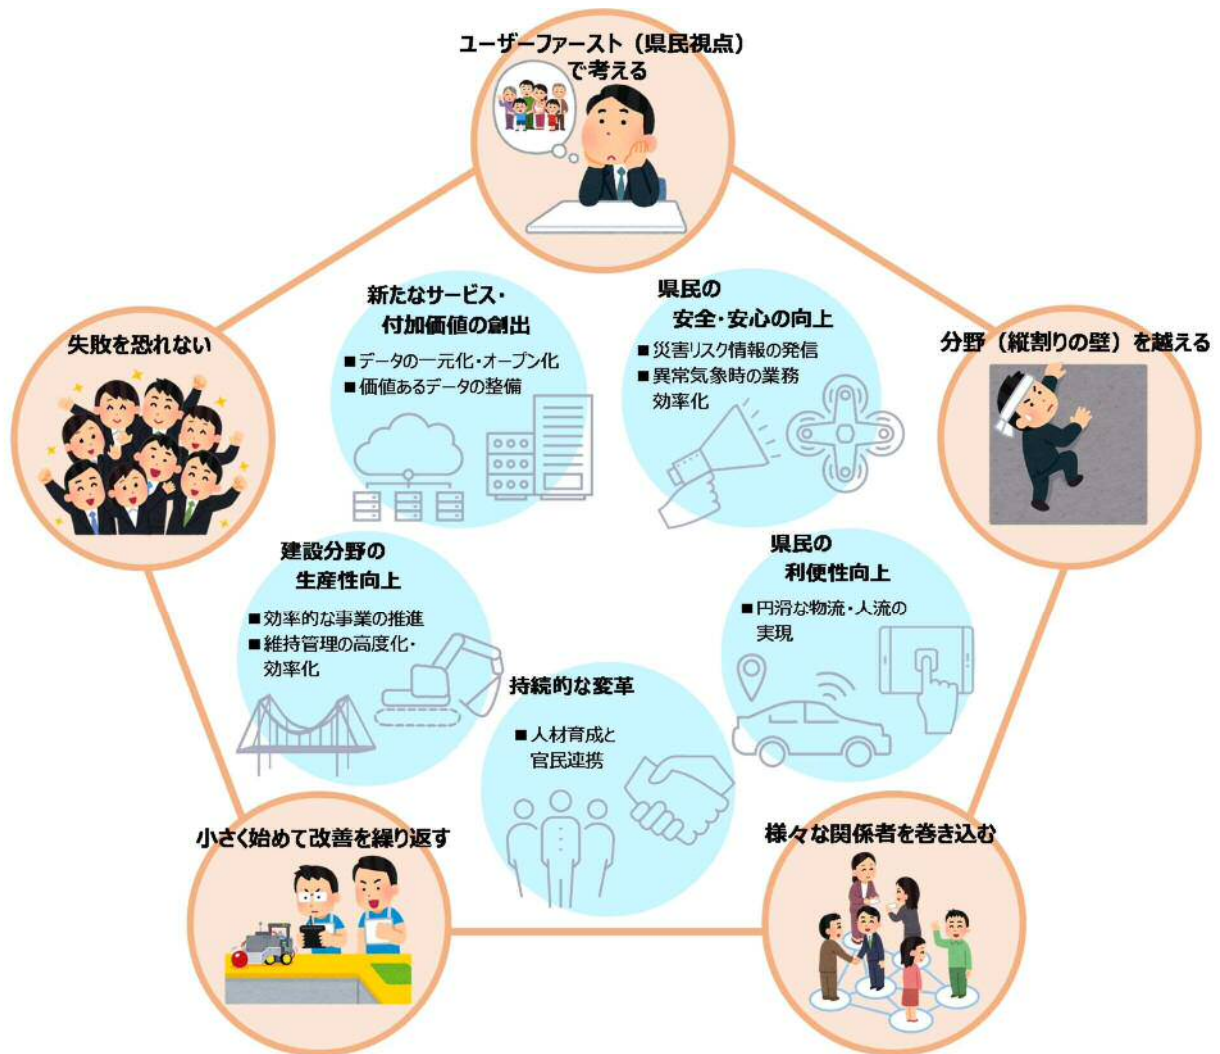 ユーザーファースト（県民視点）
で考える
新たなサービス・
付加価値の創出
■データの一元化・オープン化
■価値あるデータの整備
県民の
安全・安心の向上
■災害リスク情報の発信
■異常気象時の業務
効率化
失敗を恐れない
分野（縦割りの壁）を越える
建設分野の
生産性向上
■効率的な事業の推進
■維持管理の高度化・
効率化
県民の
利便性向上
■円滑な物流・人流の
実現
持続的な変革
■人材育成と
官民連携
小さく始めて改善を繰り返す
様々な関係者を巻き込む